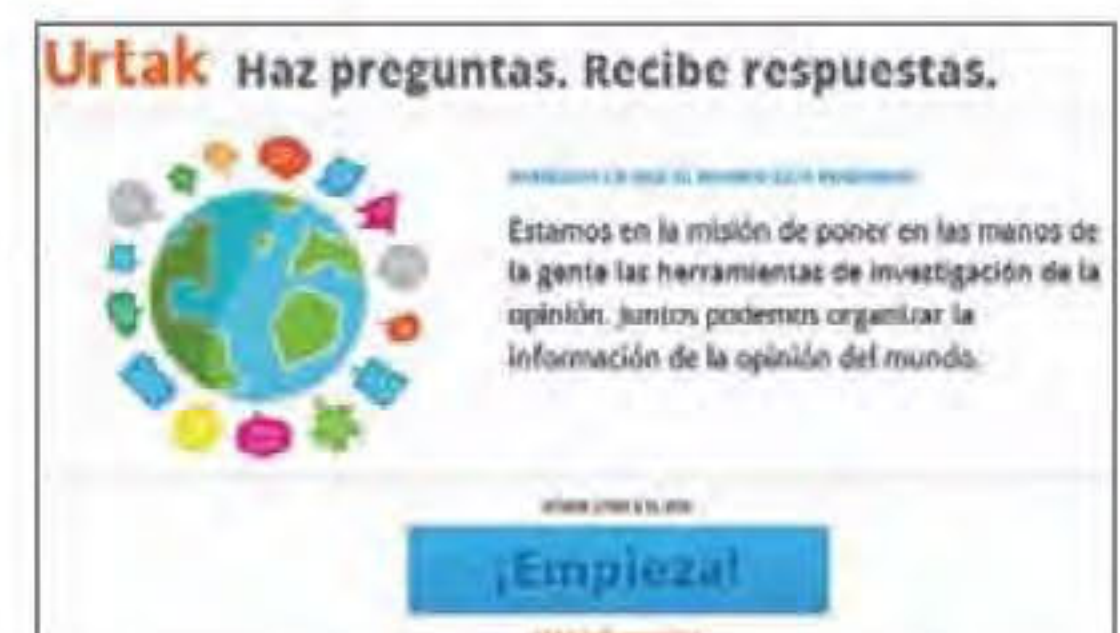 Urtak Haz preguntas. Recibe respuestas.
Estamos en la misión de poner en las manos de
la gente las herramientas de investigación de la
opinión. Juntos podemos organizar la
información de la opinión del mundo.
¡Empieza!